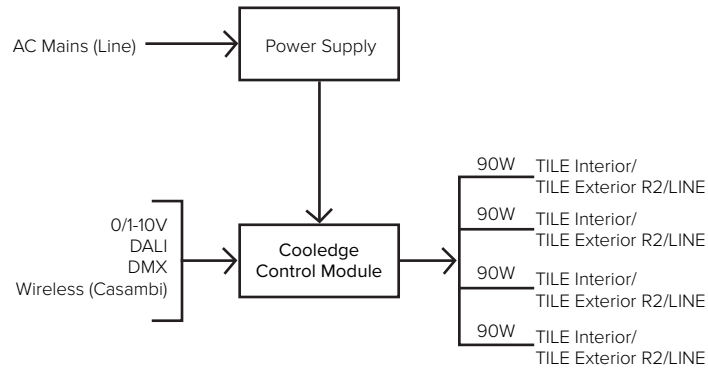 AC Mains (Line)
Power Supply
0/1-10V
DALI
DMX
Wireless (Casambi)
Cooledge
Control Module
90W
TILE Interior/
TILE Exterior R2/LINE
90W
TILE Interior/
TILE Exterior R2/LINE
90W
TILE Interior/
TILE Exterior R2/LINE
90W
TILE Interior/
TILE Exterior R2/LINE